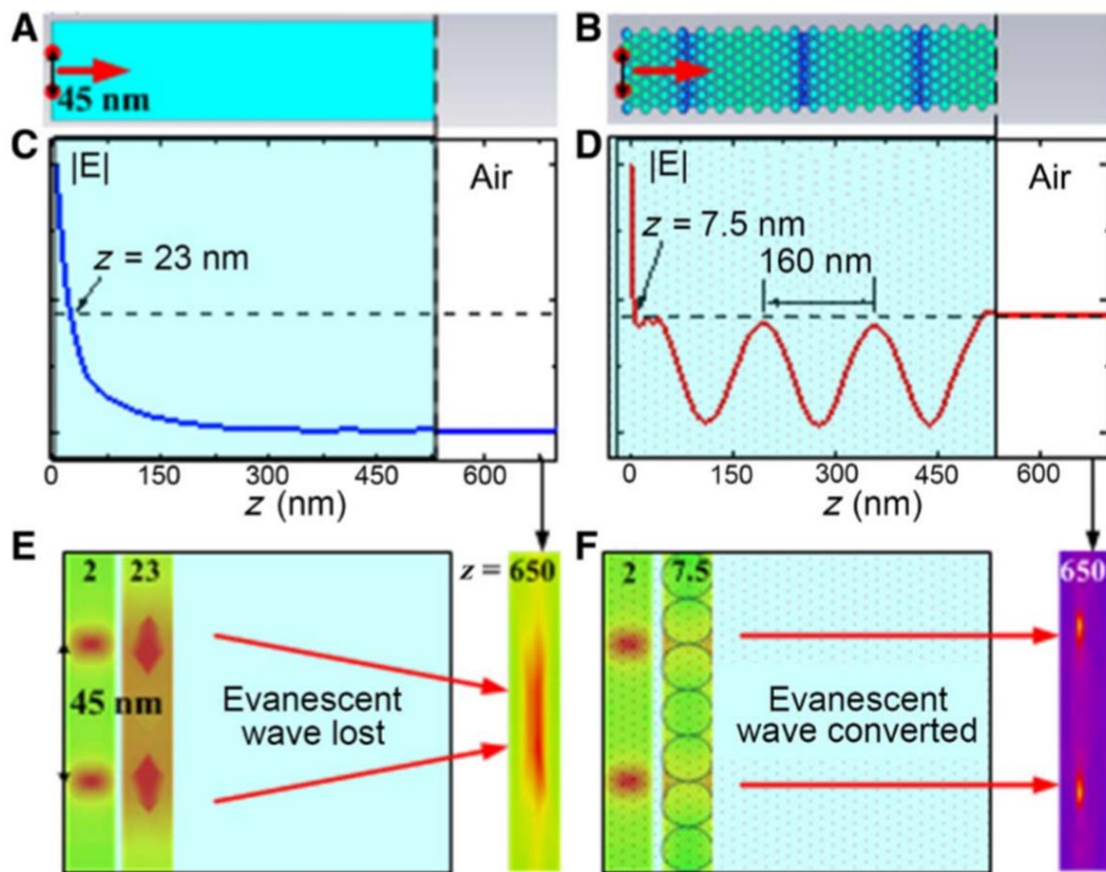 A
45 nm
B
C
|E|
z = 23 nm
Air
0 150 300 450 600
z (nm)
D
|E|
z = 7.5 nm
160 nm
Air
0 150 300 450 600
z (nm)
E
2 23
z = 650
45 nm
Evanescent
wave lost
F
2 7.5
650
Evanescent
wave converted